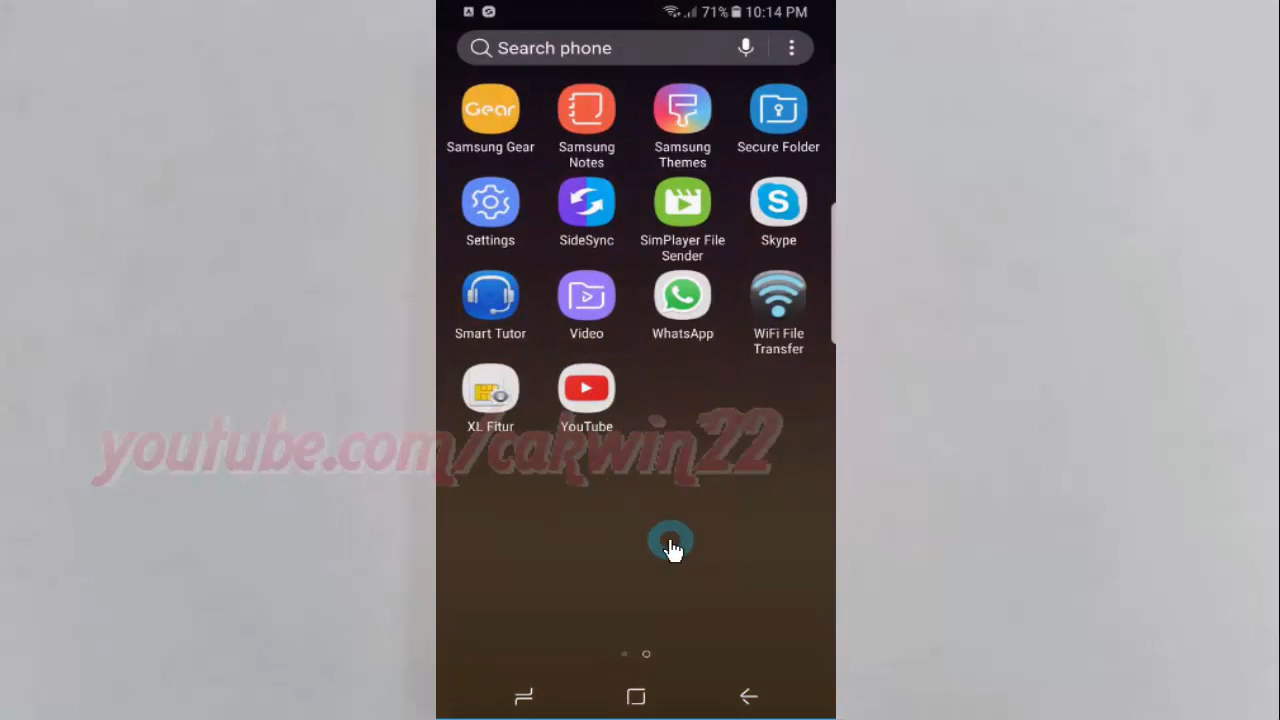 71% 10:14 PM
Search phone
Gear
Samsung Gear
Samsung Notes
Samsung Themes
Secure Folder
Settings
SideSync
SimPlayer File Sender
S
Skype
Smart Tutor
Video
WhatsApp
WiFi File Transfer
XL Fitur
YouTube
youtube.com/cakwin22